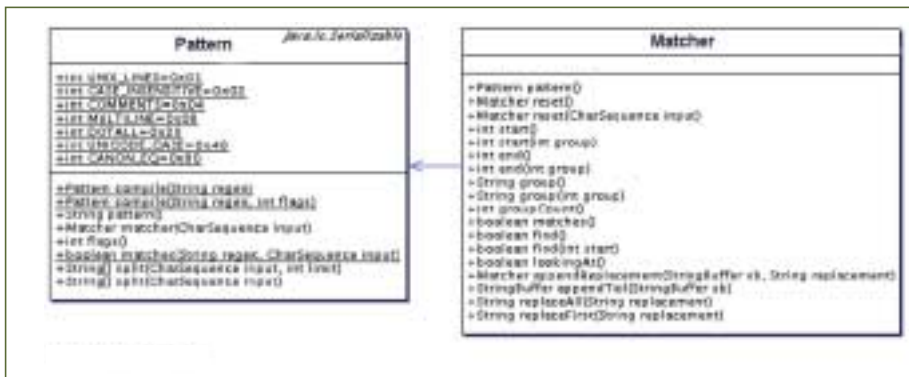 Pattern
java.io.Serializable
+int UNIX_LINES=0x01
+int CASE_INSENSITIVE=0x02
+int COMMENTS=0x04
+int MULTILINE=0x08
+int DOTALL=0x20
+int UNICODE_CASE=0x40
+int CANON_EQ=0x80
+Pattern compile(String regex)
+Pattern compile(String regex, int flags)
+String pattern()
+Matcher matcher(CharSequence input)
+int flags()
+boolean matches(String regex, CharSequence input)
+String[] split(CharSequence input, int limit)
+String[] split(CharSequence input)
Matcher
+Pattern pattern()
+Matcher reset()
+Matcher reset(CharSequence input)
+int start()
+int start(int group)
+int end()
+int end(int group)
+String group()
+String group(int group)
+int groupCount()
+boolean matches()
+boolean find()
+boolean find(int start)
+boolean lookingAt()
+Matcher appendReplacement(StringBuffer sb, String replacement)
+StringBuffer appendTail(StringBuffer sb)
+String replaceAll(String replacement)
+String replaceFirst(String replacement)